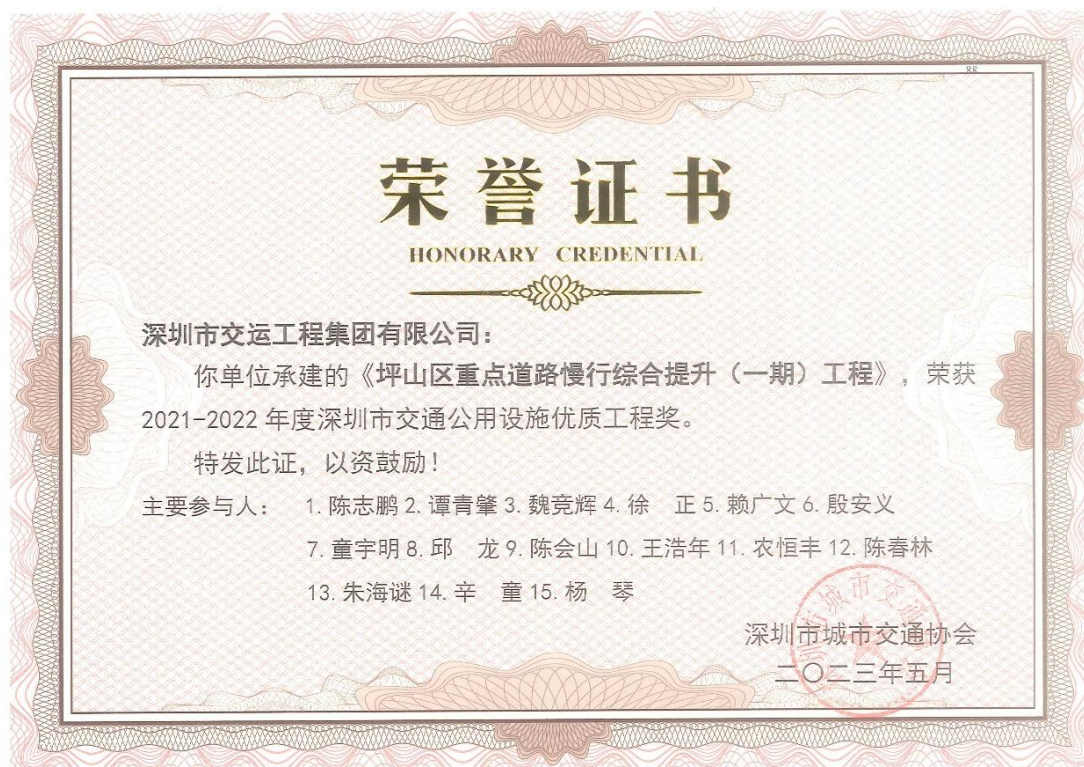 荣誉证书
HONORARY CREDENTIAL
深圳市交运工程集团有限公司：
你单位承建的《坪山区重点道路慢行综合提升（一期）工程》，荣获
2021-2022 年度深圳市交通公用设施优质工程奖。
特发此证，以资鼓励！
主要参与人： 1.陈志鹏 2.谭青肇 3.魏竞辉 4.徐　正 5.赖广文 6.殷安义
7.童宇明 8.邱　龙 9.陈会山 10.王浩年 11.农恒丰 12.陈春林
13.朱海谜 14.辛　童 15.杨　琴
深圳市城市交通协会
二〇二三年五月